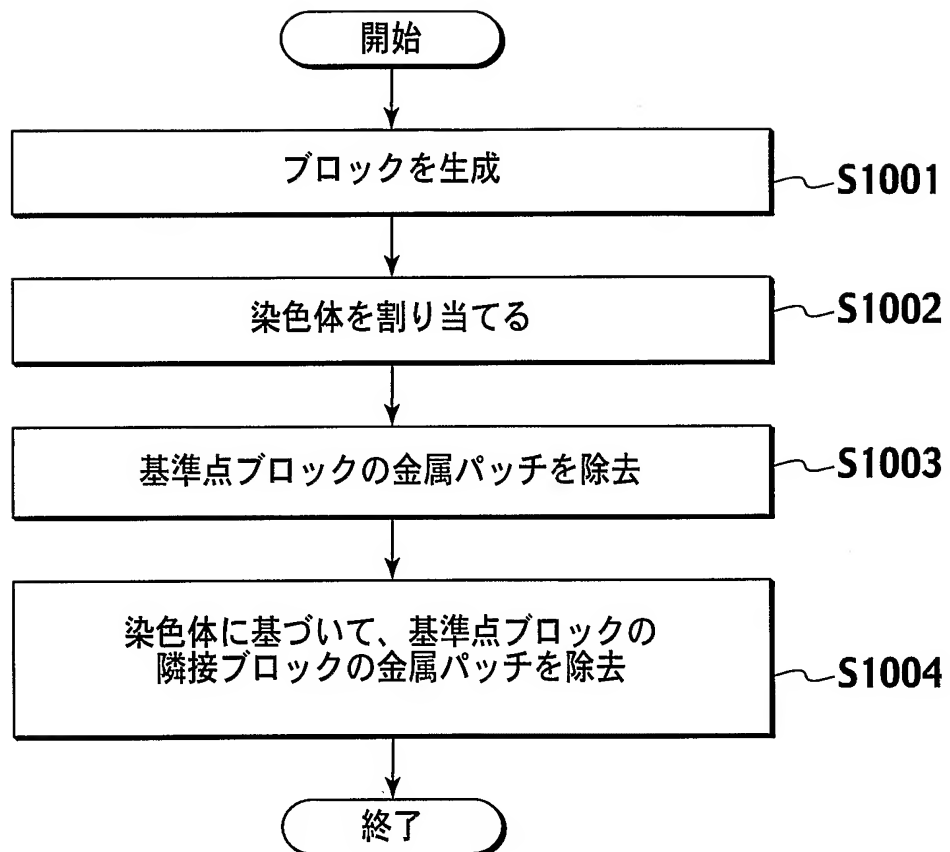 開始
ブロックを生成
S1001
染色体を割り当てる
S1002
基準点ブロックの金属パッチを除去
S1003
染色体に基づいて、基準点ブロックの
隣接ブロックの金属パッチを除去
S1004
終了